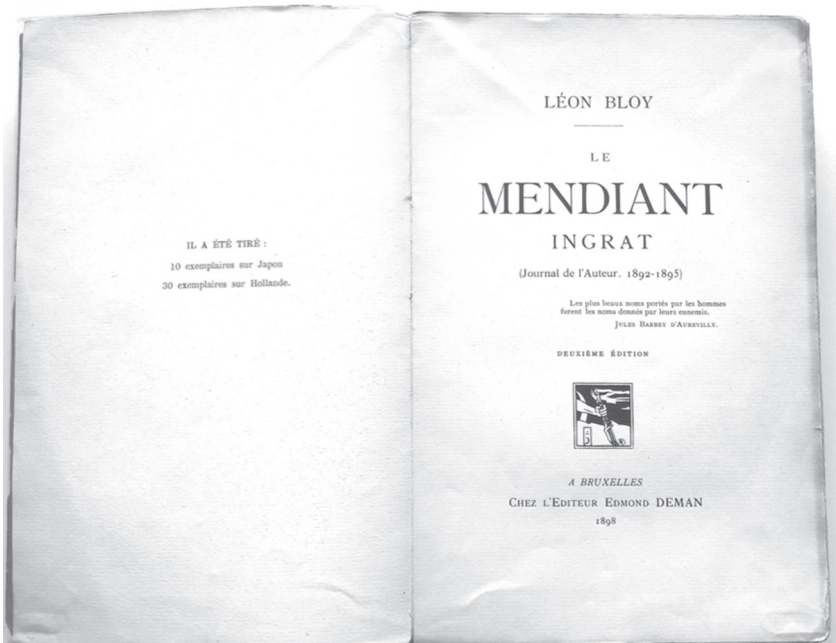 IL A ÉTÉ TIRÉ :
10 exemplaires sur Japon
30 exemplaires sur Hollande.
LÉON BLOY
LE
MENDIANT
INGRAT
(Journal de l'Auteur. 1892-1895)
Les plus beaux noms portés par les hommes
furent les noms donnés par leurs ennemis.
JULES BARBEY D'AUREVILLY.
DEUXIÈME ÉDITION
A BRUXELLES
CHEZ L'EDITEUR EDMOND DEMAN
1898